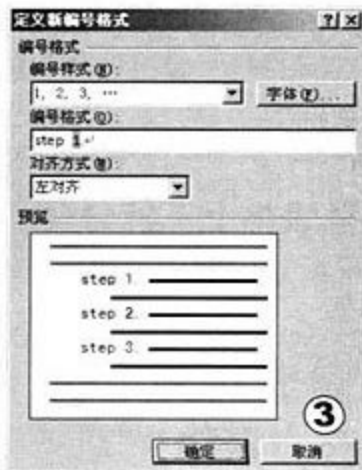 定义新编号格式 ? ×
编号格式
编号样式(N):
1, 2, 3, … 字体(F)...
编号格式(O):
step 1.↵
对齐方式(M):
左对齐
预览
step 1.
step 2.
step 3.
③
确定 取消